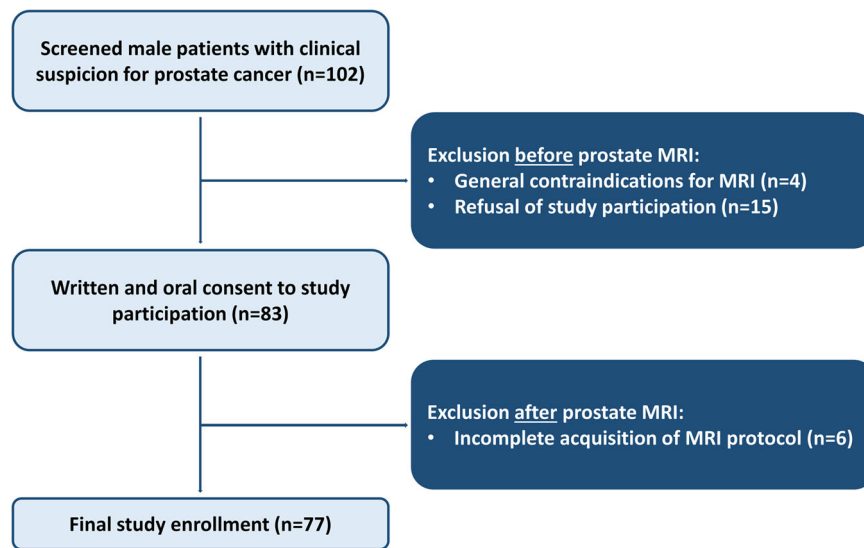 Screened male patients with clinical
suspicion for prostate cancer (n=102)
Exclusion before prostate MRI:
• General contraindications for MRI (n=4)
• Refusal of study participation (n=15)
Written and oral consent to study
participation (n=83)
Exclusion after prostate MRI:
• Incomplete acquisition of MRI protocol (n=6)
Final study enrollment (n=77)